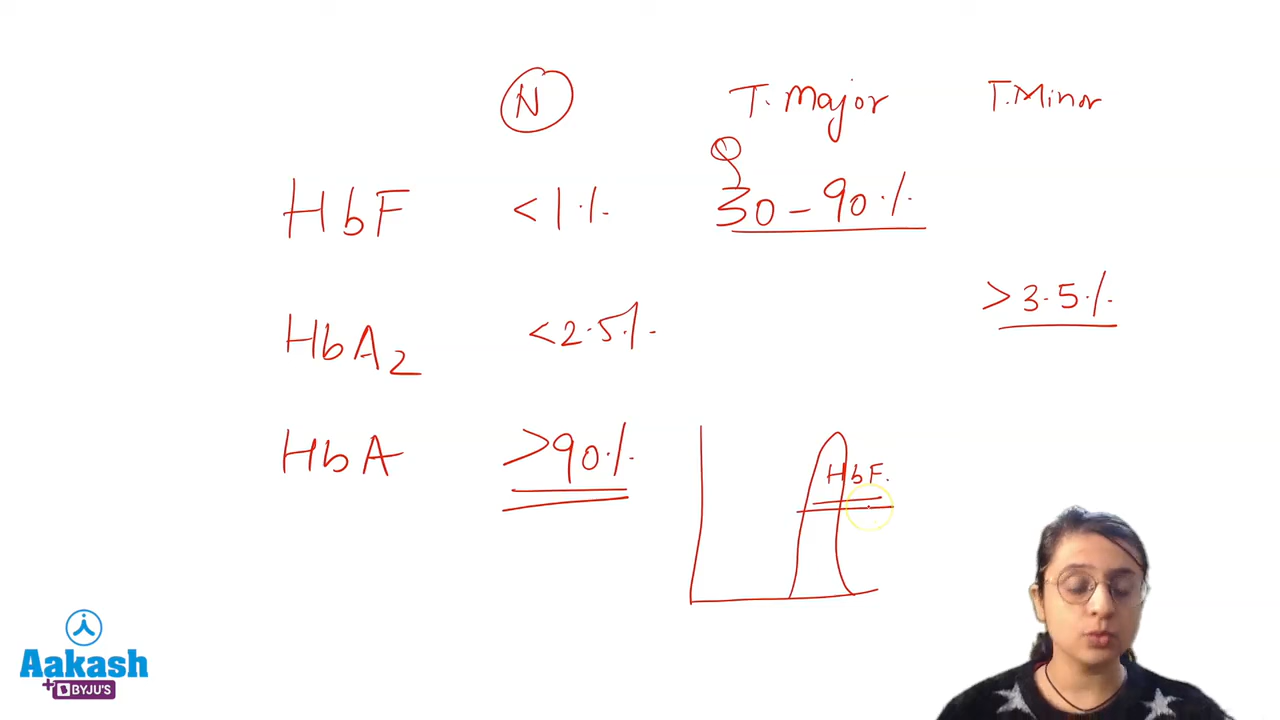 N T. Major T. Minor
HbF <1% 30-90%
HbA2 <2.5% >3.5%
HbA >90%
HbF.
Aakash
+ BYJU'S